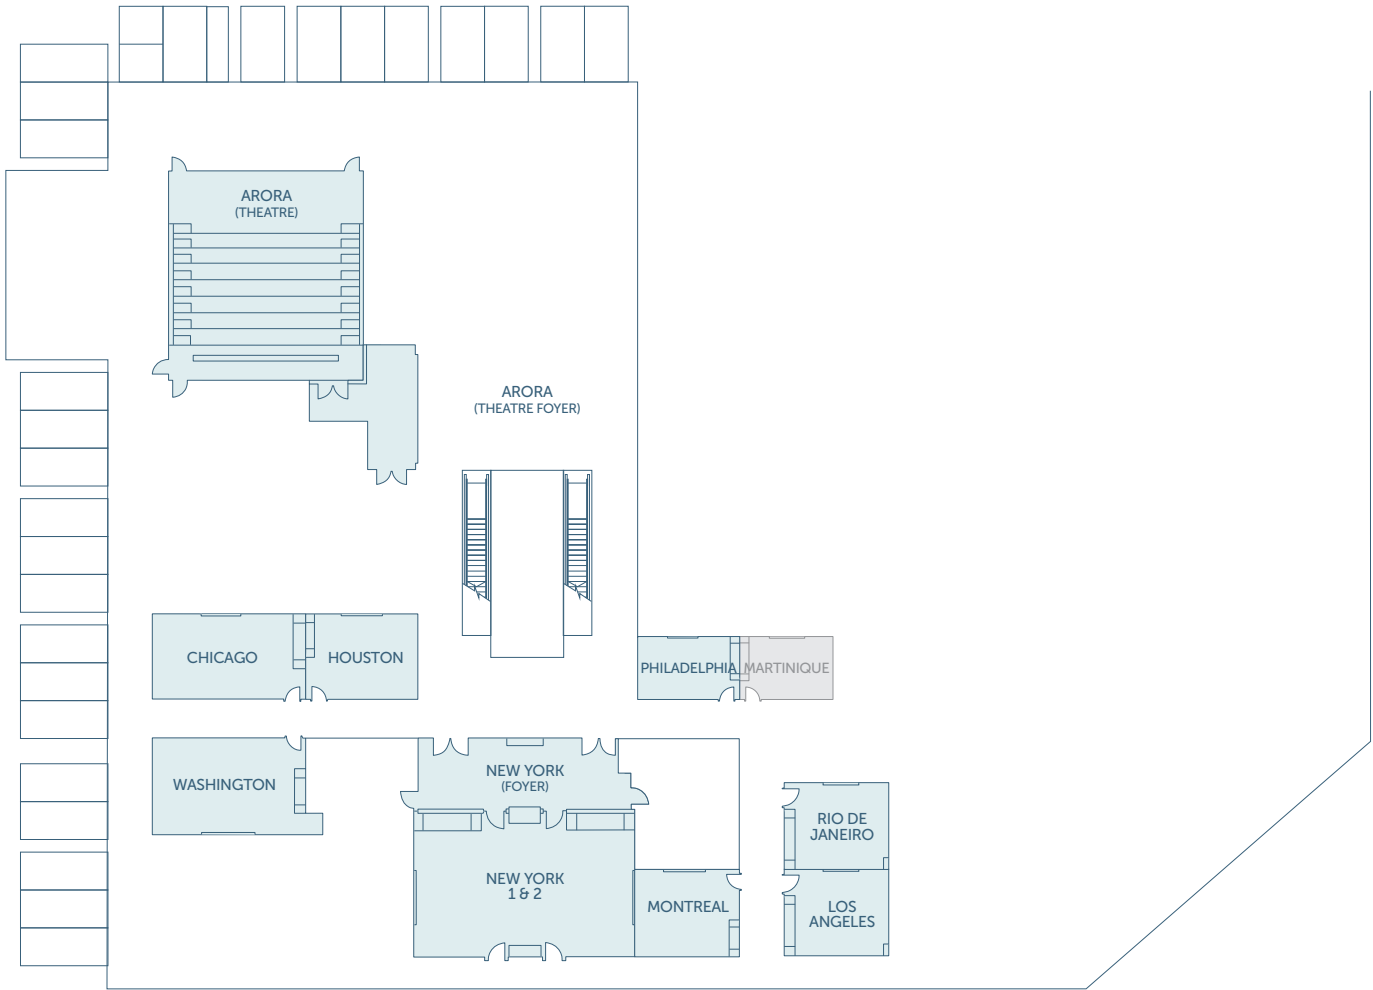 ARORA
(THEATRE)
ARORA
(THEATRE FOYER)
CHICAGO
HOUSTON
PHILADELPHIA
MARTINIQUE
WASHINGTON
NEW YORK
(FOYER)
RIO DE
JANEIRO
NEW YORK
1 & 2
MONTREAL
LOS
ANGELES